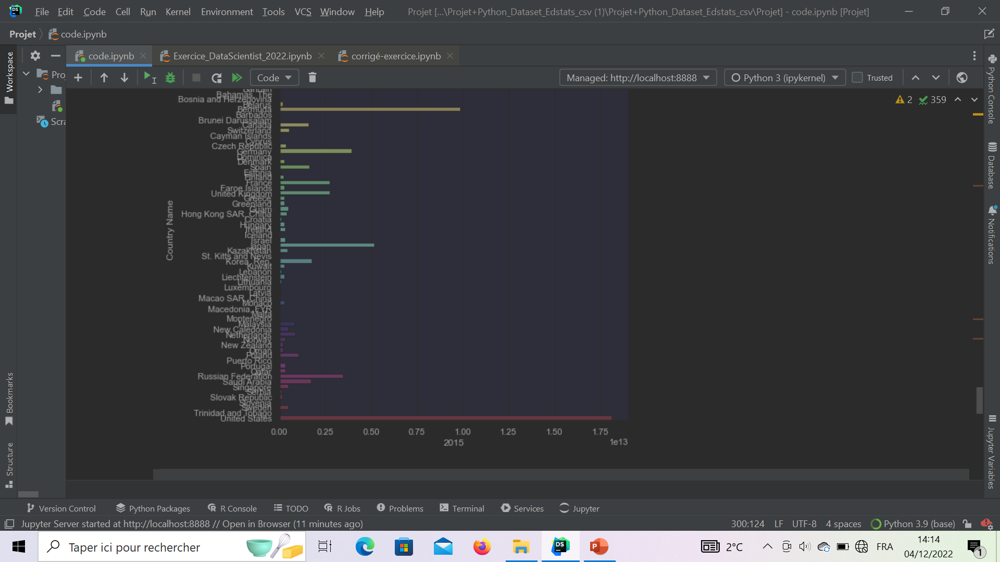 File Edit Code Cell Run Kernel Environment Tools VCS Window Help Projet [...\Projet+Python_Dataset_Edstats_csv (1)\Projet+Python_Dataset_Edstats_csv\Projet] - code.ipynb [Projet]
Projet code.ipynb
code.ipynb Exercice_DataScientist_2022.ipynb corrigé-exercice.ipynb
Code Managed: http://localhost:8888 Python 3 (ipykernel) Trusted
Workspace
Proj
Scra
Bookmarks
Structure
2 359
Bahamas, The
Bosnia and Herzegovina
Belarus
Bermuda
Barbados
Brunei Darussalam
Canada
Switzerland
Cayman Islands
Cyprus
Czech Republic
Germany
Dominica
Denmark
Spain
Estonia
Finland
France
Faroe Islands
United Kingdom
Greece
Greenland
Guam
Hong Kong SAR, China
Croatia
Hungary
Ireland
Iceland
Israel
Japan
Kazakhstan
St. Kitts and Nevis
Korea, Rep.
Kuwait
Lebanon
Liechtenstein
Lithuania
Luxembourg
Latvia
Macao SAR, China
Monaco
Macedonia, FYR
Malta
Montenegro
Malaysia
New Caledonia
Netherlands
Norway
New Zealand
Oman
Poland
Puerto Rico
Portugal
Qatar
Russian Federation
Saudi Arabia
Singapore
Serbia
Slovak Republic
Slovenia
Sweden
Trinidad and Tobago
United States
Country Name
0.00 0.25 0.50 0.75 1.00 1.25 1.50 1.75
2015 1e13
Python Console
Database
Notifications
Jupyter Variables
Version Control Python Packages R Console TODO R Jobs Problems Terminal Services Jupyter
Jupyter Server started at http://localhost:8888 // Open in Browser (11 minutes ago) 300:124 LF UTF-8 4 spaces Python 3.9 (base)
Taper ici pour rechercher
DS
P
2°C
FRA
14:14
04/12/2022
1